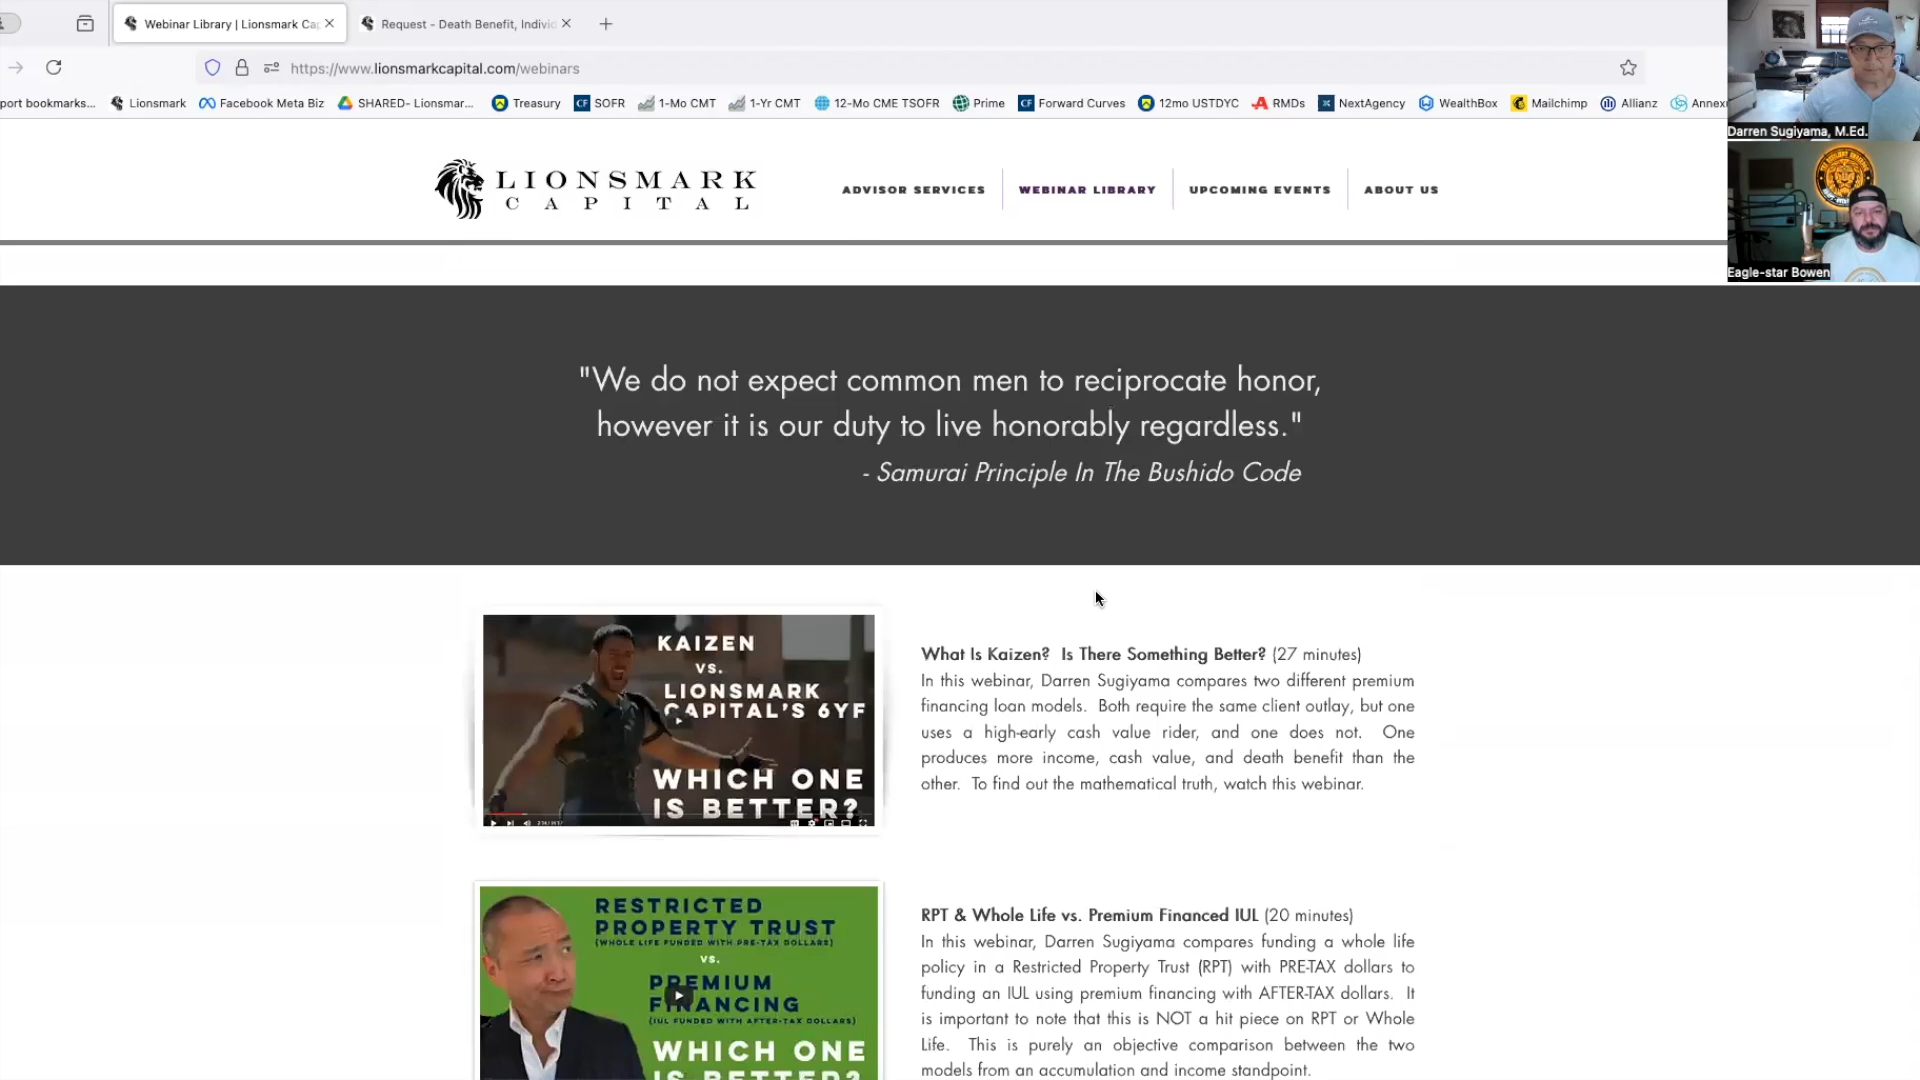 Webinar Library | Lionsmark Ca
Request - Death Benefit, Indivi
https://www.lionsmarkcapital.com/webinars
port bookmarks...
Lionsmark
Facebook Meta Biz
SHARED- Lionsmar...
Treasury
CF SOFR
1-Mo CMT
1-Yr CMT
12-Mo CME TSOFR
Prime
CF Forward Curves
12mo USTDYC
RMDs
NextAgency
WealthBox
Mailchimp
Allianz
Annex
Darren Sugiyama, M.Ed.
Eagle-star Bowen
LIONSMARK
CAPITAL
ADVISOR SERVICES
WEBINAR LIBRARY
UPCOMING EVENTS
ABOUT US
"We do not expect common men to reciprocate honor,
however it is our duty to live honorably regardless."
- Samurai Principle In The Bushido Code
KAIZEN
VS.
LIONSMARK
CAPITAL'S 6YF
WHICH ONE
IS BETTER?
What Is Kaizen? Is There Something Better? (27 minutes)
In this webinar, Darren Sugiyama compares two different premium
financing loan models. Both require the same client outlay, but one
uses a high-early cash value rider, and one does not. One
produces more income, cash value, and death benefit than the
other. To find out the mathematical truth, watch this webinar.
RESTRICTED
PROPERTY TRUST
(WHOLE LIFE FUNDED WITH PRE-TAX DOLLARS)
VS.
PREMIUM
FINANCING
(IUL FUNDED WITH AFTER-TAX DOLLARS)
WHICH ONE
IS BETTER?
RPT & Whole Life vs. Premium Financed IUL (20 minutes)
In this webinar, Darren Sugiyama compares funding a whole life
policy in a Restricted Property Trust (RPT) with PRE-TAX dollars to
funding an IUL using premium financing with AFTER-TAX dollars. It
is important to note that this is NOT a hit piece on RPT or Whole
Life. This is purely an objective comparison between the two
models from an accumulation and income standpoint.